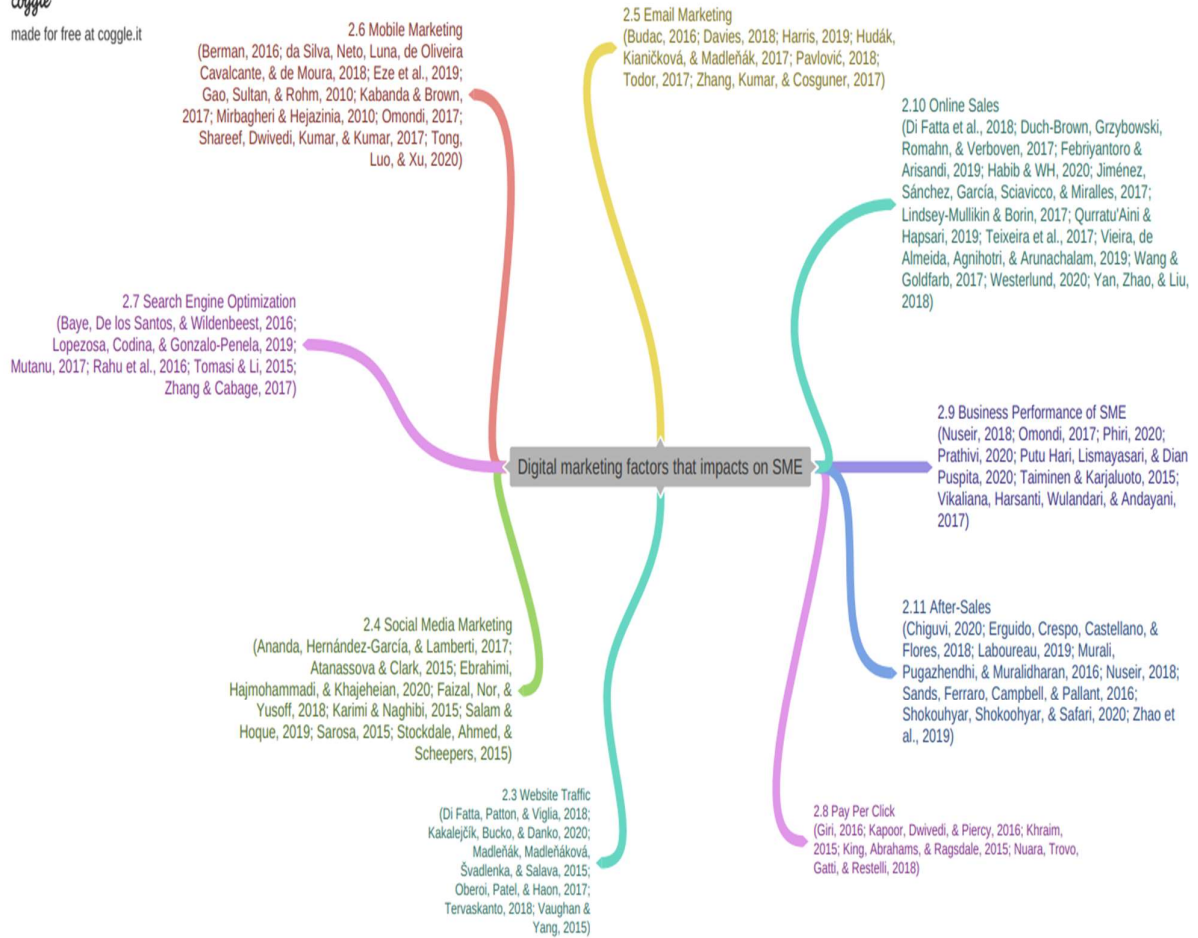 coggle
made for free at coggle.it
2.6 Mobile Marketing
(Berman, 2016; da Silva, Neto, Luna, de Oliveira
Cavalcante, & de Moura, 2018; Eze et al., 2019;
Gao, Sultan, & Rohm, 2010; Kabanda & Brown,
2017; Mirbagheri & Hejazinia, 2010; Omondi, 2017;
Shareef, Dwivedi, Kumar, & Kumar, 2017; Tong,
Luo, & Xu, 2020)
2.5 Email Marketing
(Budac, 2016; Davies, 2018; Harris, 2019; Hudák,
Kianičková, & Madleňák, 2017; Pavlović, 2018;
Todor, 2017; Zhang, Kumar, & Cosguner, 2017)
2.10 Online Sales
(Di Fatta et al., 2018; Duch-Brown, Grzybowski,
Romahn, & Verboven, 2017; Febriyantoro &
Arisandi, 2019; Habib & WH, 2020; Jiménez,
Sánchez, García, Sciavicco, & Miralles, 2017;
Lindsey-Mullikin & Borin, 2017; Qurratu'Aini &
Hapsari, 2019; Teixeira et al., 2017; Vieira, de
Almeida, Agnihotri, & Arunachalam, 2019; Wang &
Goldfarb, 2017; Westerlund, 2020; Yan, Zhao, & Liu,
2018)
2.7 Search Engine Optimization
(Baye, De los Santos, & Wildenbeest, 2016;
Lopezosa, Codina, & Gonzalo-Penela, 2019;
Mutanu, 2017; Rahu et al., 2016; Tomasi & Li, 2015;
Zhang & Cabage, 2017)
Digital marketing factors that impacts on SME
2.9 Business Performance of SME
(Nuseir, 2018; Omondi, 2017; Phiri, 2020;
Prathivi, 2020; Putu Hari, Lismayasari, & Dian
Puspita, 2020; Taiminen & Karjaluoto, 2015;
Vikaliana, Harsanti, Wulandari, & Andayani,
2017)
2.4 Social Media Marketing
(Ananda, Hernández-García, & Lamberti, 2017;
Atanassova & Clark, 2015; Ebrahimi,
Hajmohammadi, & Khajeheian, 2020; Faizal, Nor, &
Yusoff, 2018; Karimi & Naghibi, 2015; Salam &
Hoque, 2019; Sarosa, 2015; Stockdale, Ahmed, &
Scheepers, 2015)
2.11 After-Sales
(Chiguvi, 2020; Erguido, Crespo, Castellano, &
Flores, 2018; Laboureau, 2019; Murali,
Pugazhendhi, & Muralidharan, 2016; Nuseir, 2018;
Sands, Ferraro, Campbell, & Pallant, 2016;
Shokouhyar, Shokoohyar, & Safari, 2020; Zhao et
al., 2019)
2.3 Website Traffic
(Di Fatta, Patton, & Viglia, 2018;
Kakalejčík, Bucko, & Danko, 2020;
Madleňák, Madleňáková,
Švadlenka, & Salava, 2015;
Oberoi, Patel, & Haon, 2017;
Tervaskanto, 2018; Vaughan &
Yang, 2015)
2.8 Pay Per Click
(Giri, 2016; Kapoor, Dwivedi, & Piercy, 2016; Khraim,
2015; King, Abrahams, & Ragsdale, 2015; Nuara, Trovo,
Gatti, & Restelli, 2018)